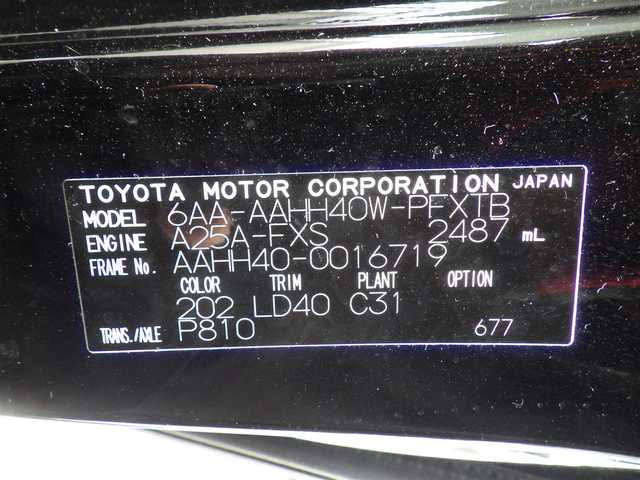 TOYOTA MOTOR CORPORATION JAPAN
MODEL 6AA-AAHH40W-PFXTB
ENGINE A25A-FXS 2487 mL
FRAME No. AAHH40-0016719
COLOR TRIM PLANT OPTION
202 LD40 C31
TRANS./AXLE P810 677